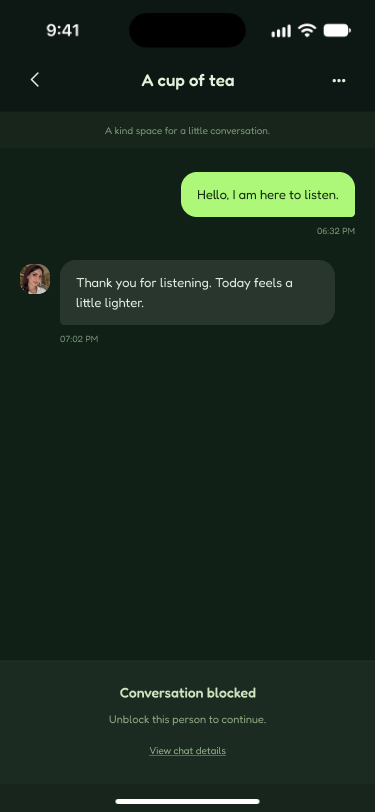 9:41
A cup of tea
A kind space for a little conversation.
Hello, I am here to listen.
06:32 PM
Thank you for listening. Today feels a
little lighter.
07:02 PM
Conversation blocked
Unblock this person to continue.
View chat details